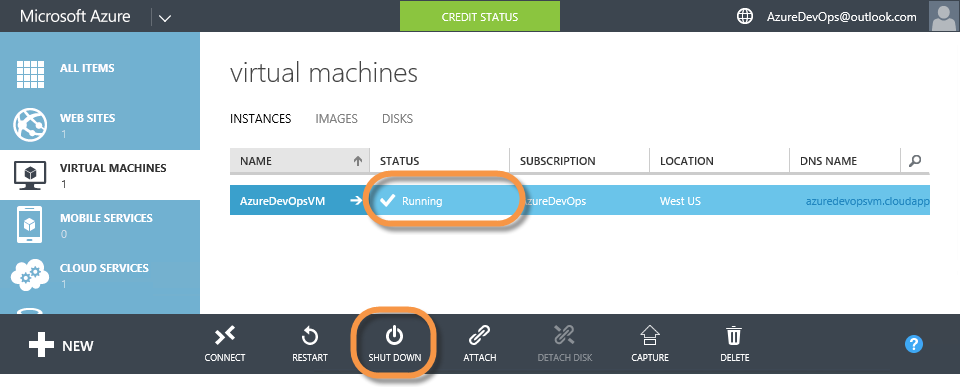 Microsoft Azure CREDIT STATUS AzureDevOps@outlook.com
ALL ITEMS
WEB SITES
1
VIRTUAL MACHINES
1
MOBILE SERVICES
0
CLOUD SERVICES
1
virtual machines
INSTANCES IMAGES DISKS
NAME STATUS SUBSCRIPTION LOCATION DNS NAME
AzureDevOpsVM Running AzureDevOps West US azuredevopsvm.cloudapp
NEW CONNECT RESTART SHUT DOWN ATTACH DETACH DISK CAPTURE DELETE ?